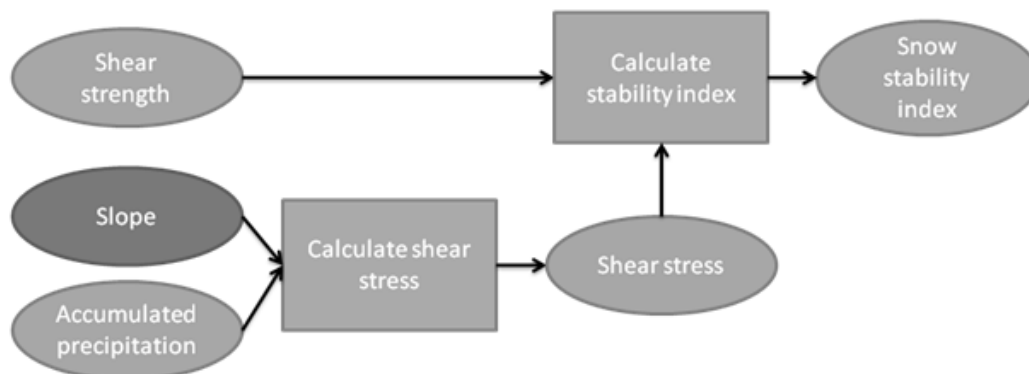 Shear
strength
Calculate
stability index
Snow
stability
index
Slope
Calculate shear
stress
Shear stress
Accumulated
precipitation